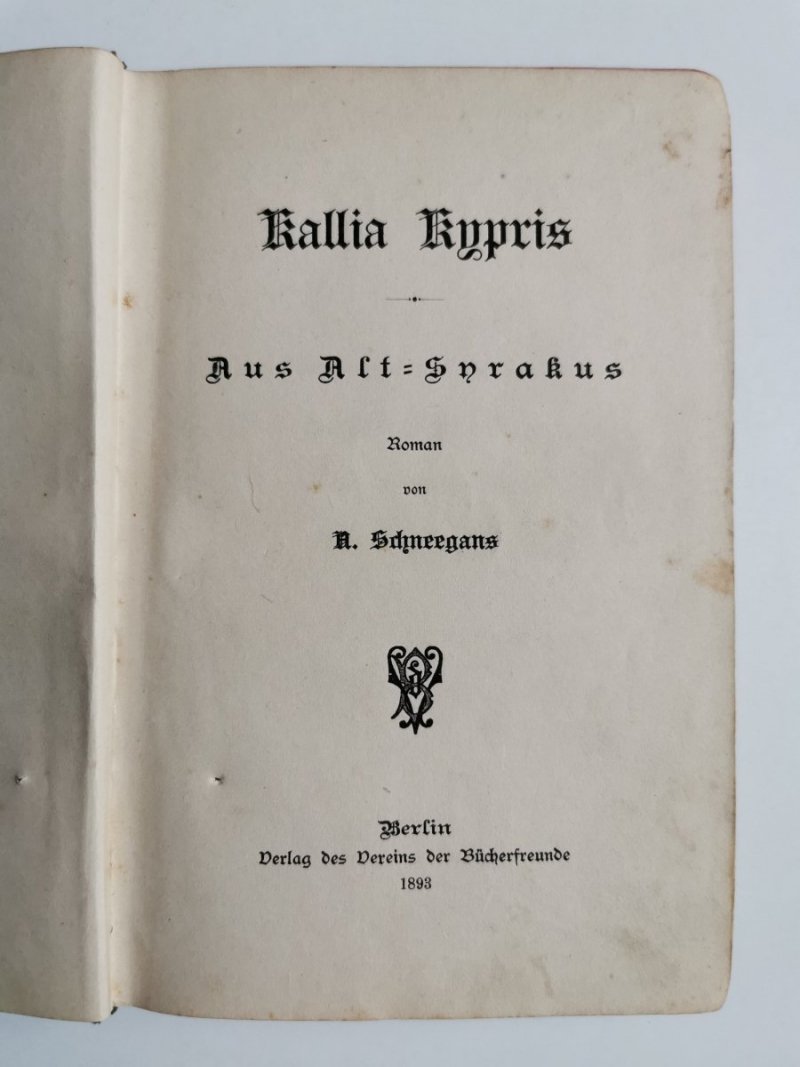 Kallia Kypris
Aus Alt=Syrakus
Roman
von
A. Schneegans
Berlin
Verlag des Vereins der Bücherfreunde
1893